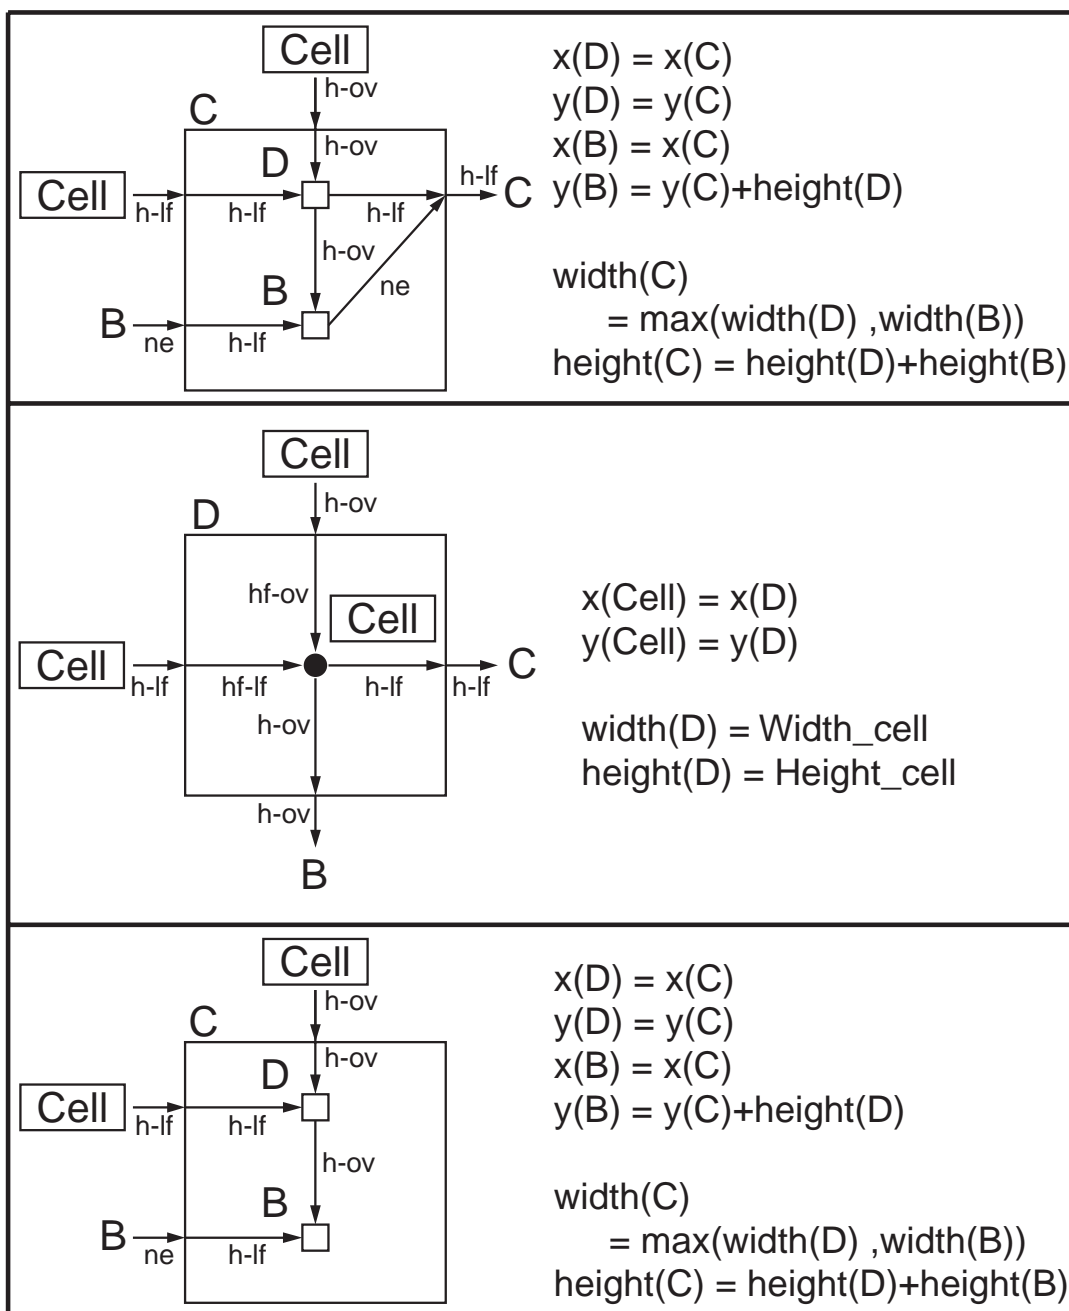 Cell
h-ov
C
h-ov
D
Cell
h-lf
h-lf
h-lf
h-lf
C
h-ov
B
ne
B
ne
h-lf
x(D) = x(C)
y(D) = y(C)
x(B) = x(C)
y(B) = y(C)+height(D)
width(C)
= max(width(D) ,width(B))
height(C) = height(D)+height(B)
Cell
h-ov
D
hf-ov
Cell
Cell
h-lf
hf-lf
h-lf
h-lf
C
h-ov
h-ov
B
x(Cell) = x(D)
y(Cell) = y(D)
width(D) = Width_cell
height(D) = Height_cell
Cell
h-ov
C
h-ov
D
Cell
h-lf
h-lf
h-ov
B
B
ne
h-lf
x(D) = x(C)
y(D) = y(C)
x(B) = x(C)
y(B) = y(C)+height(D)
width(C)
= max(width(D) ,width(B))
height(C) = height(D)+height(B)